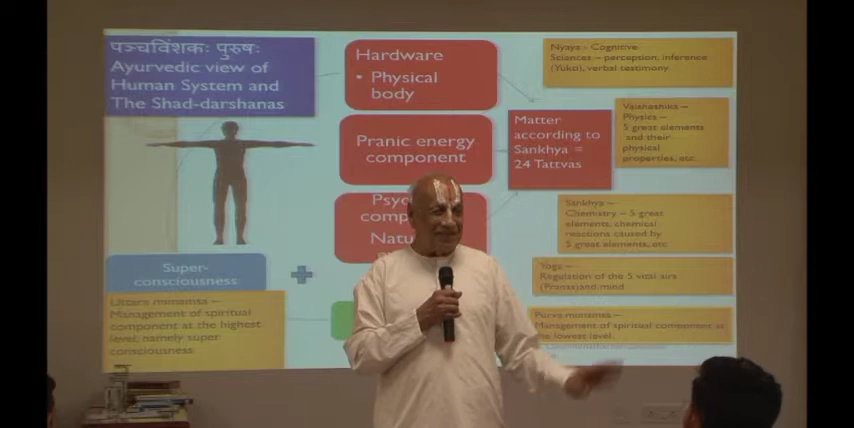 पञ्चविंशकः पुरुषः
Ayurvedic view of
Human System and
The Shad-darshanas
Hardware
• Physical
body
Pranic energy
component
Matter
according to
Sankhya =
24 Tattvas
Nyaya - Cognitive
Sciences - perception, inference
(Yukti), verbal testimony
Vaisheshika –
Physics –
5 great elements
and their
physical
properties, etc.
Sankhya –
Chemistry – 5 great
elements, chemical
reactions caused by
5 great elements, etc
Yoga –
Regulation of the 5 vital airs
(Pranas)and mind
Purva mimamsa –
Management of spiritual component at
the lowest level.
Super-
consciousness
Uttara mimamsa –
Management of spiritual
component at the highest
level, namely super
consciousness